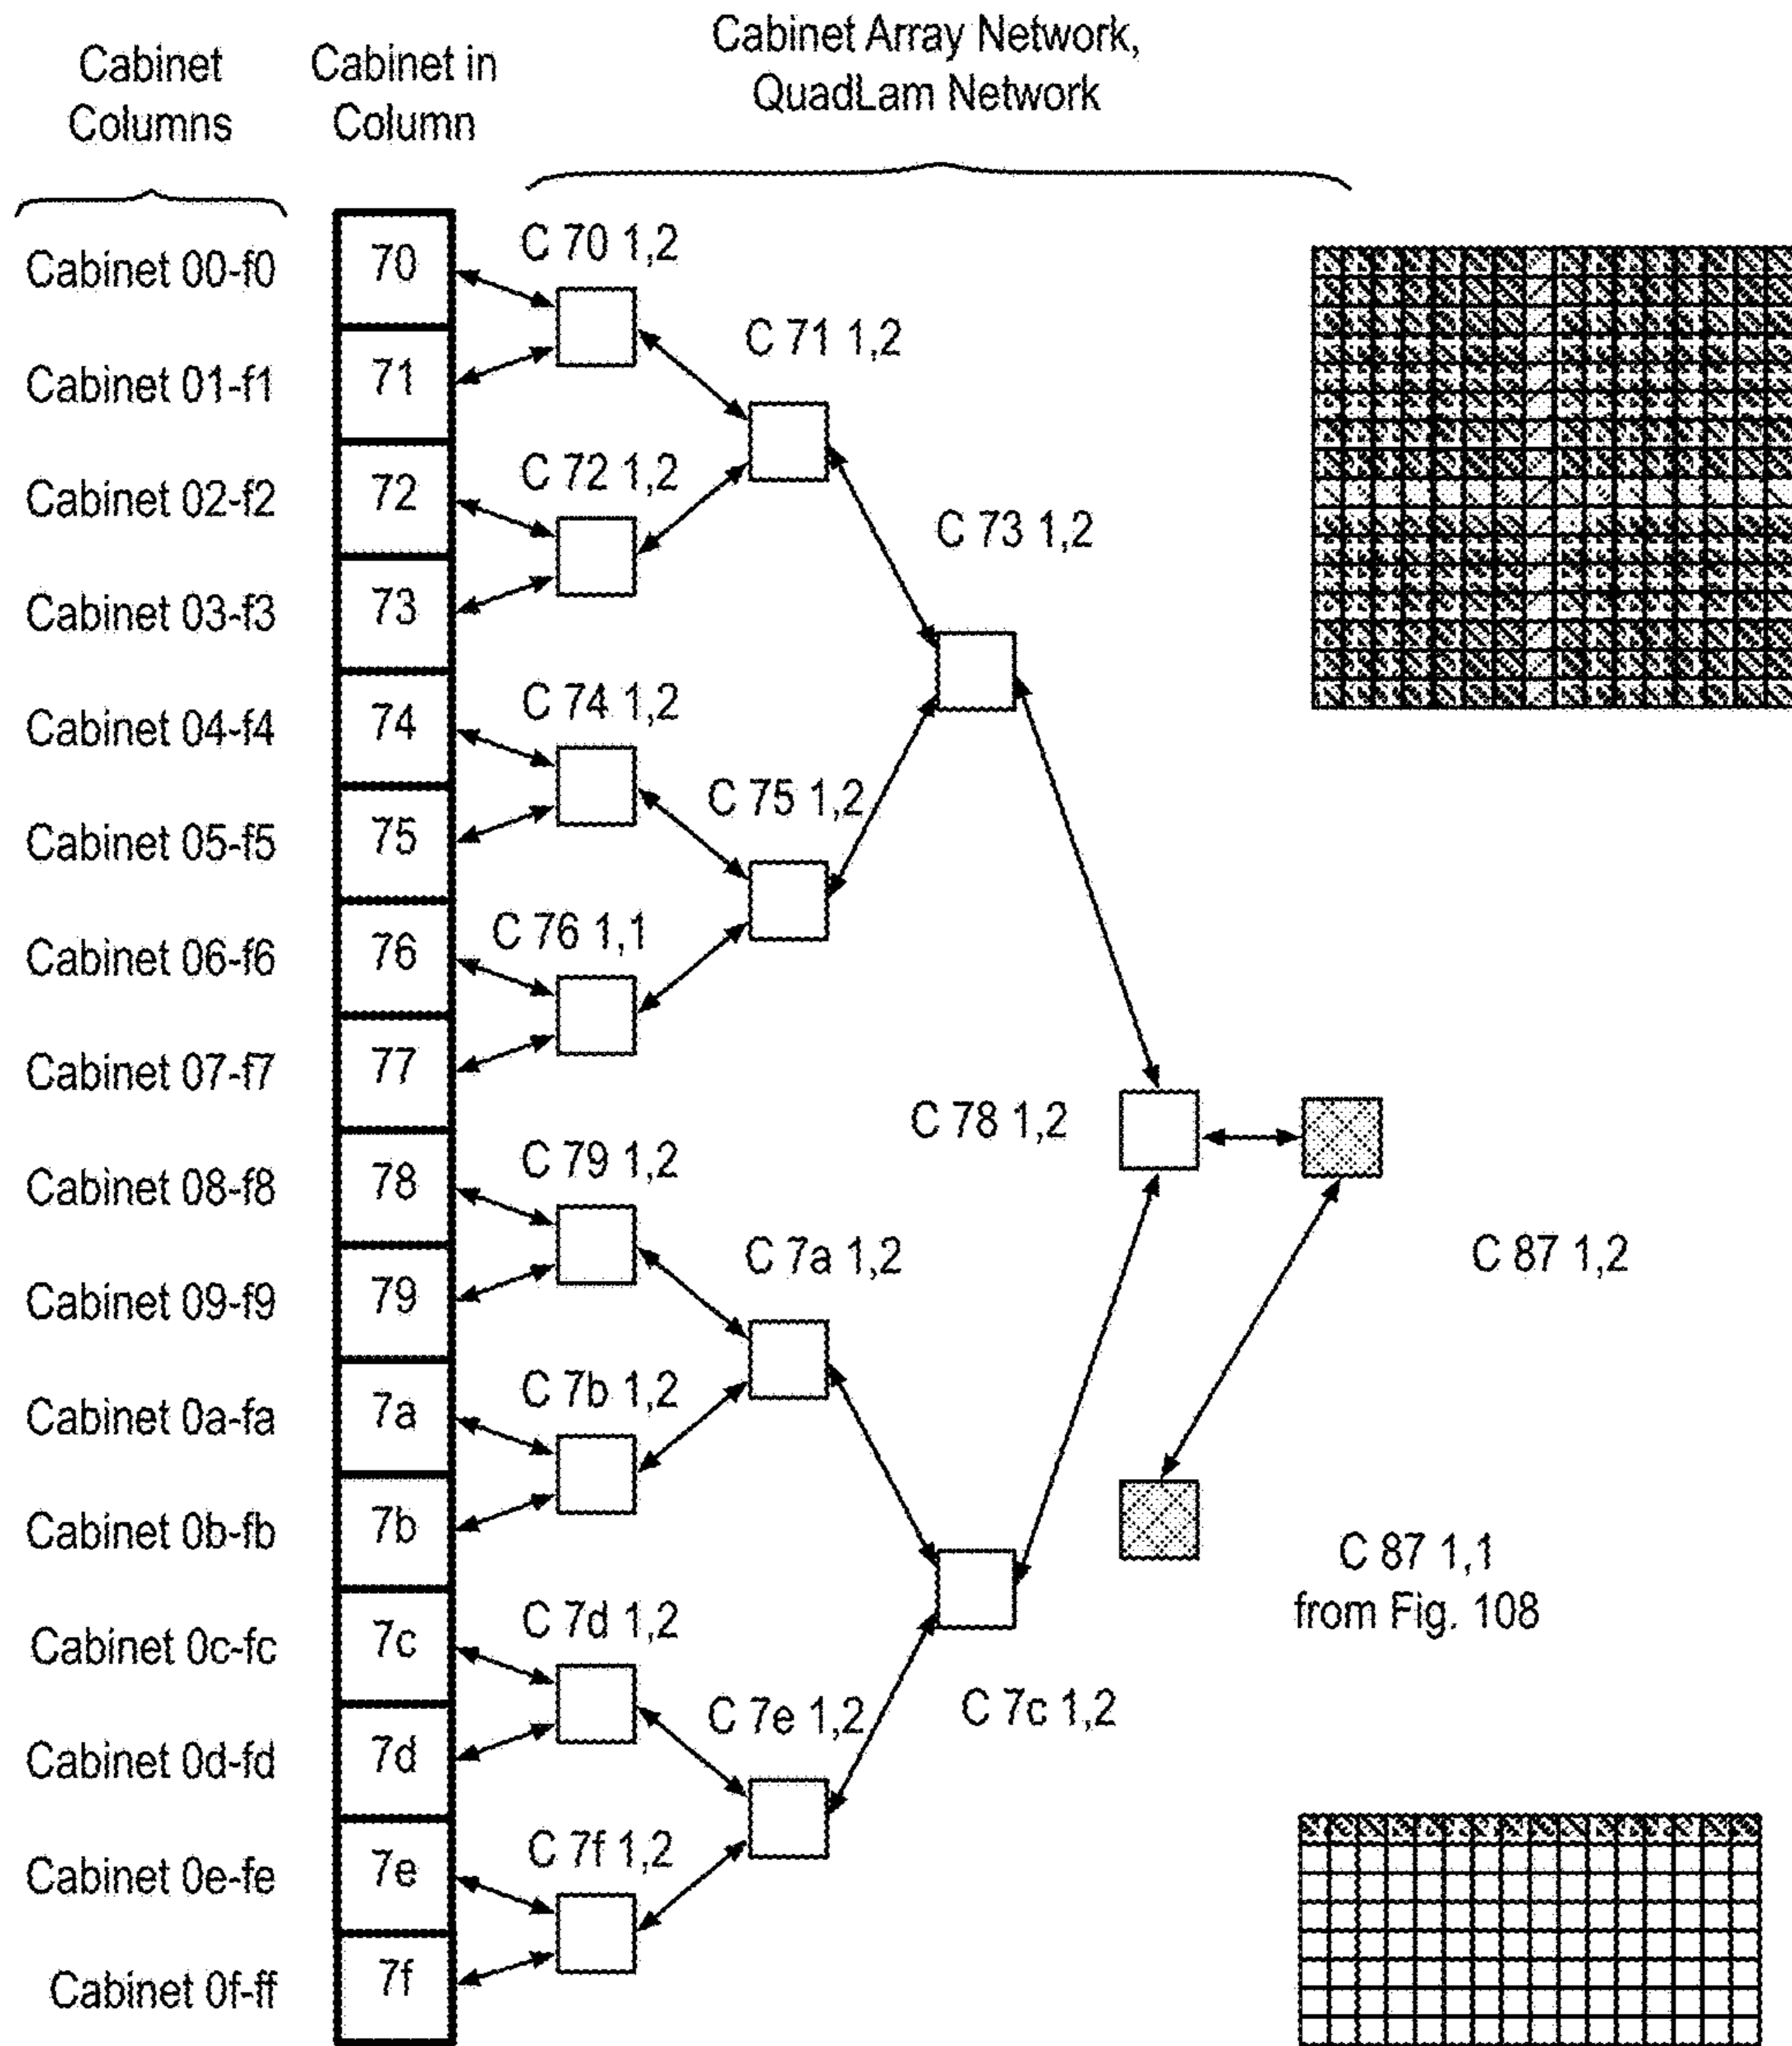 Cabinet Columns
Cabinet in Column
Cabinet Array Network,
QuadLam Network
Cabinet 00-f0
70
C 70 1,2
C 71 1,2
Cabinet 01-f1
71
Cabinet 02-f2
72
C 72 1,2
C 73 1,2
Cabinet 03-f3
73
Cabinet 04-f4
74
C 74 1,2
C 75 1,2
Cabinet 05-f5
75
Cabinet 06-f6
76
C 76 1,1
Cabinet 07-f7
77
C 78 1,2
Cabinet 08-f8
78
C 79 1,2
C 7a 1,2
C 87 1,2
Cabinet 09-f9
79
Cabinet 0a-fa
7a
C 7b 1,2
Cabinet 0b-fb
7b
C 87 1,1
from Fig. 108
Cabinet 0c-fc
7c
C 7d 1,2
C 7e 1,2
C 7c 1,2
Cabinet 0d-fd
7d
Cabinet 0e-fe
7e
C 7f 1,2
Cabinet 0f-ff
7f